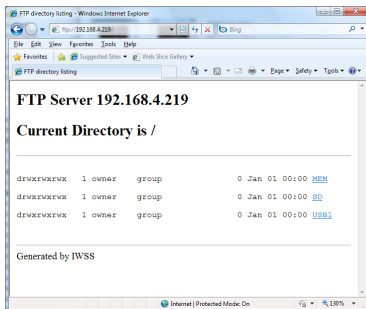 FTP directory listing - Windows Internet Explorer
ftp://192.168.4.219/
Bing
File Edit View Favorites Tools Help
Favorites Suggested Sites Web Slice Gallery
FTP directory listing
Page Safety Tools
FTP Server 192.168.4.219
Current Directory is /
drwxrwxrwx 1 owner group 0 Jan 01 00:00 MEM
drwxrwxrwx 1 owner group 0 Jan 01 00:00 SD
drwxrwxrwx 1 owner group 0 Jan 01 00:00 USB1
Generated by IWSS
Internet | Protected Mode: On 130%